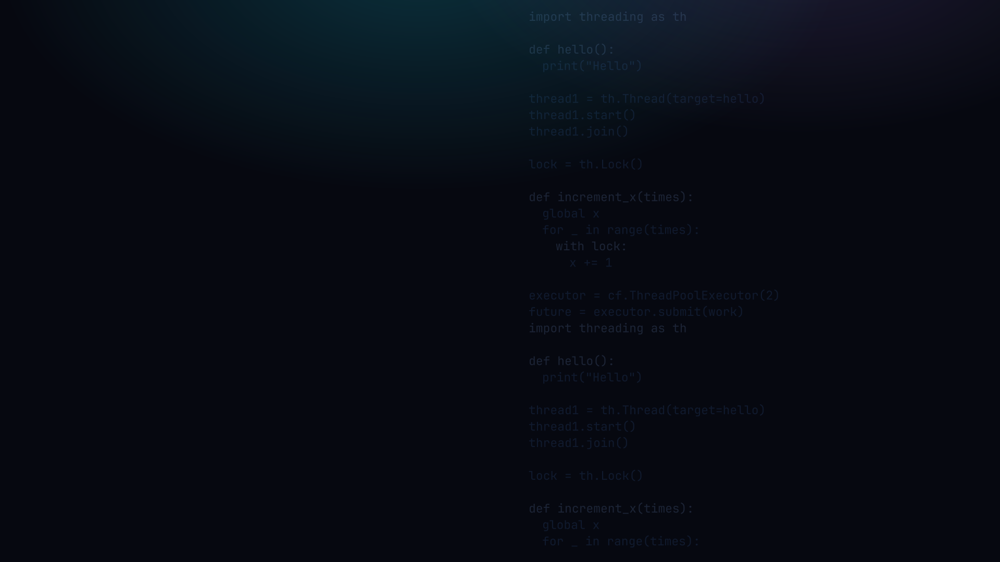 import threading as th
def hello():
print("Hello")
thread1 = th.Thread(target=hello)
thread1.start()
thread1.join()
lock = th.Lock()
def increment_x(times):
global x
for _ in range(times):
with lock:
x += 1
executor = cf.ThreadPoolExecutor(2)
future = executor.submit(work)
import threading as th
def hello():
print("Hello")
thread1 = th.Thread(target=hello)
thread1.start()
thread1.join()
lock = th.Lock()
def increment_x(times):
global x
for _ in range(times):